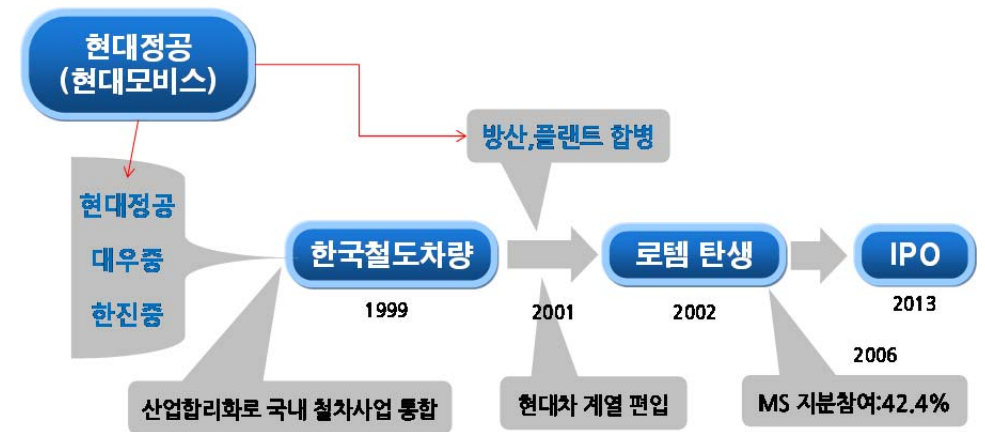 현대정공
(현대모비스)
방산,플랜트 합병
현대정공
대우중
한진중
한국철도차량
로템 탄생
IPO
1999
2001
2002
2013
2006
산업합리화로 국내 철차사업 통합
현대차 계열 편입
MS 지분참여:42.4%